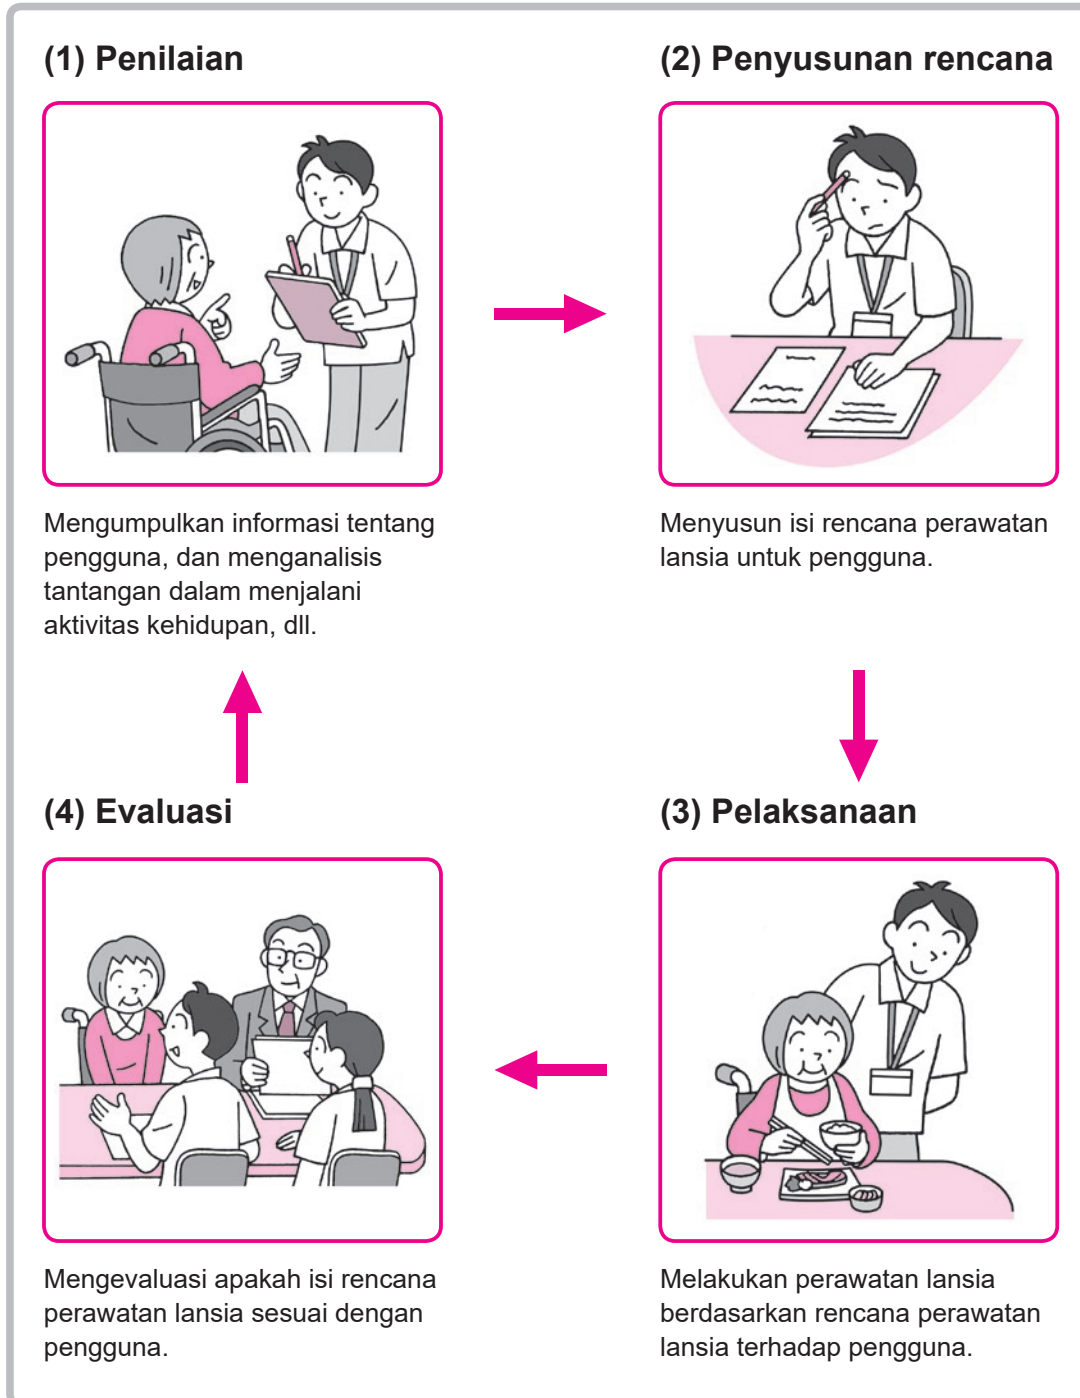 (1) Penilaian
Mengumpulkan informasi tentang
pengguna, dan menganalisis
tantangan dalam menjalani
aktivitas kehidupan, dll.
(2) Penyusunan rencana
Menyusun isi rencana perawatan
lansia untuk pengguna.
(3) Pelaksanaan
Melakukan perawatan lansia
berdasarkan rencana perawatan
lansia terhadap pengguna.
(4) Evaluasi
Mengevaluasi apakah isi rencana
perawatan lansia sesuai dengan
pengguna.